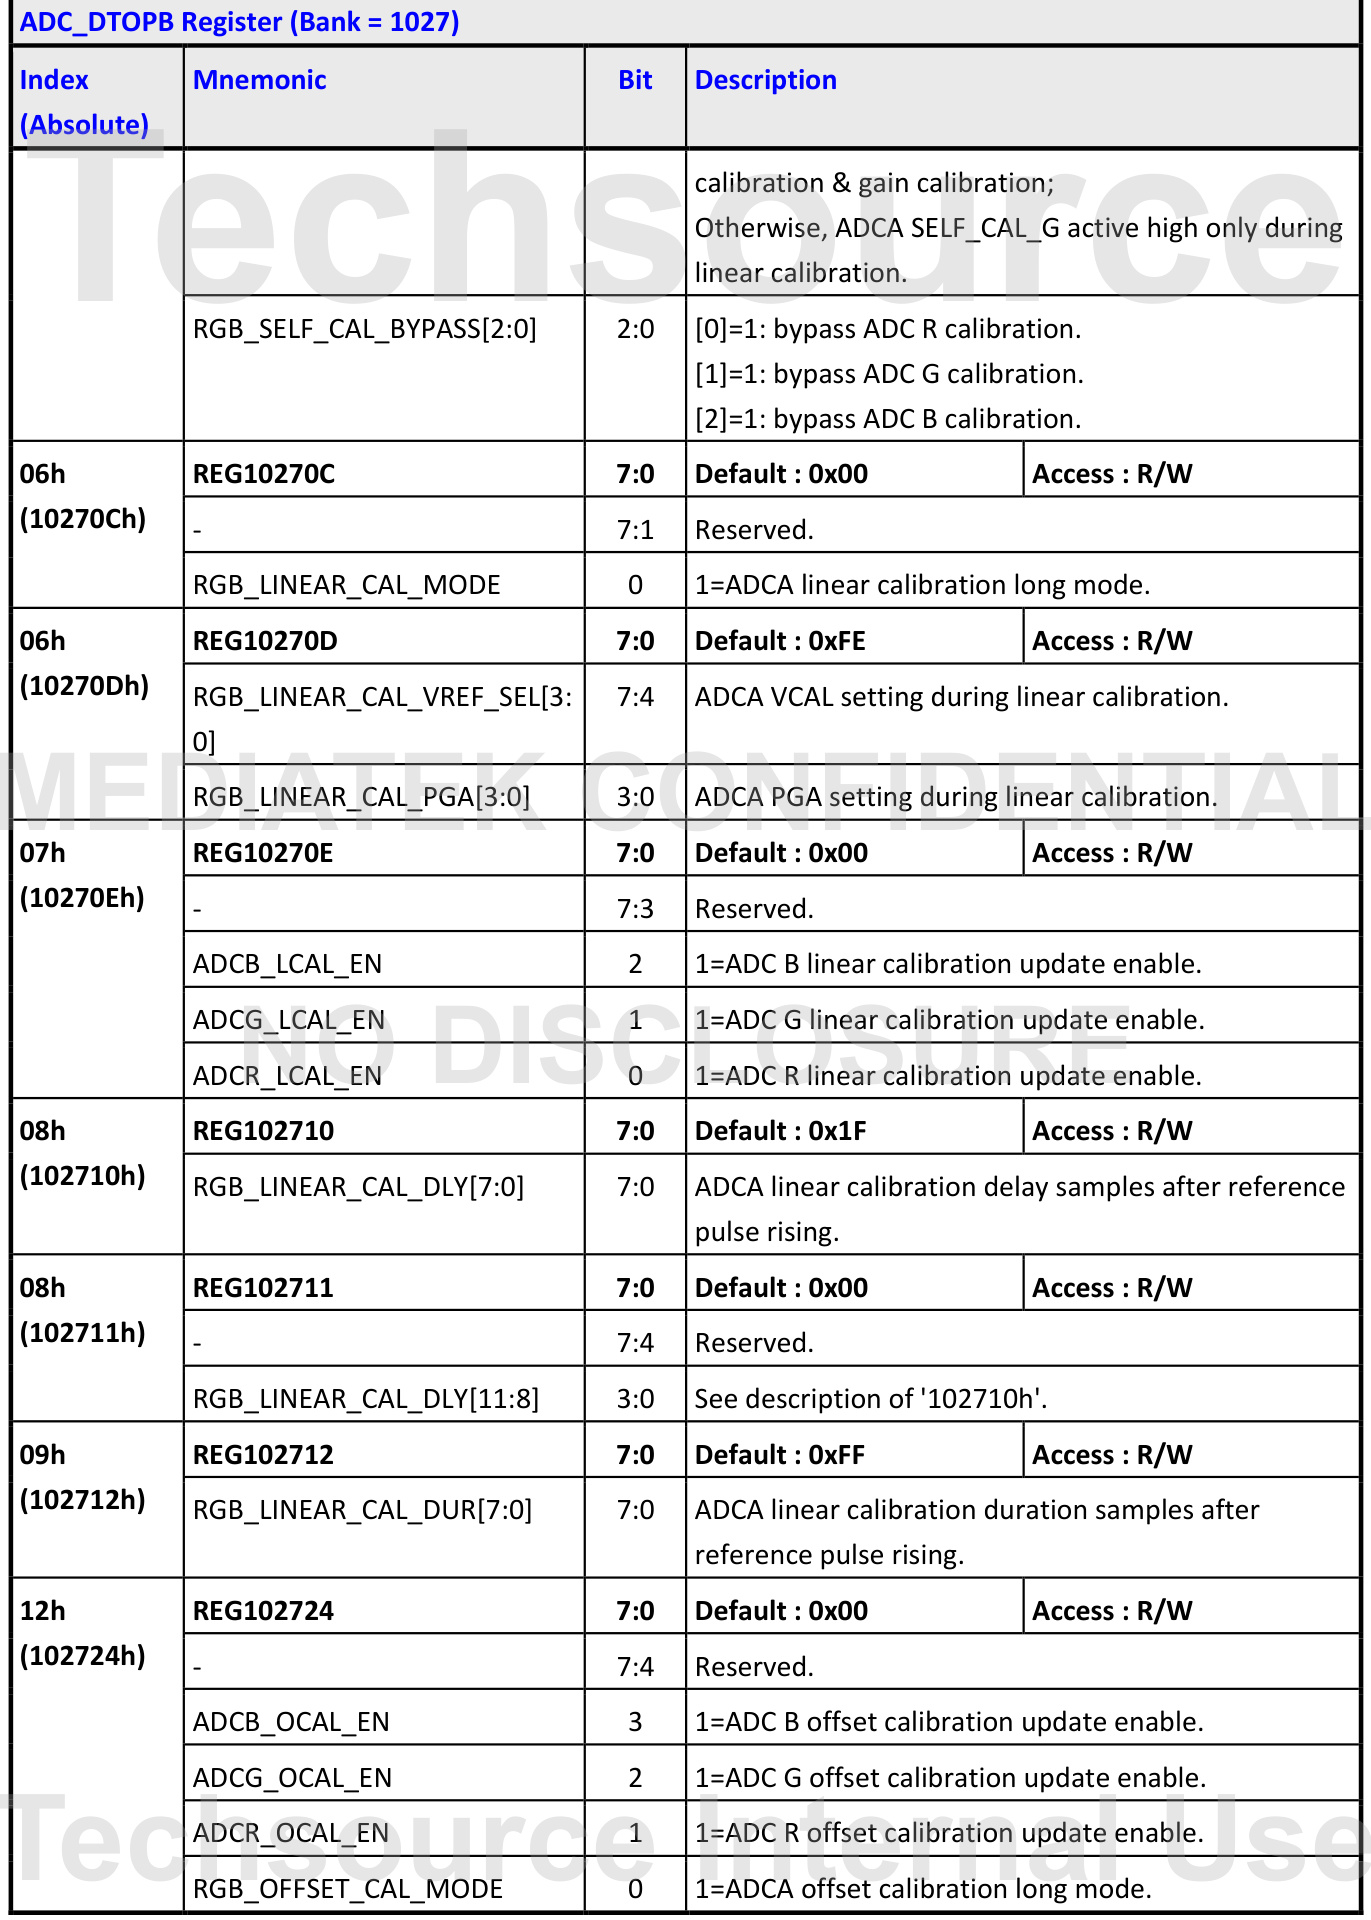 ADC_DTOPB Register (Bank = 1027)
Index Mnemonic Bit Description
(Absolute)
Techsource
calibration & gain calibration;
Otherwise, ADCA SELF_CAL_G active high only during
linear calibration.
RGB_SELF_CAL_BYPASS[2:0] 2:0 [0]=1: bypass ADC R calibration.
[1]=1: bypass ADC G calibration.
[2]=1: bypass ADC B calibration.
06h REG10270C 7:0 Default : 0x00 Access : R/W
(10270Ch)
- 7:1 Reserved.
RGB_LINEAR_CAL_MODE 0 1=ADCA linear calibration long mode.
06h REG10270D 7:0 Default : 0xFE Access : R/W
(10270Dh)
RGB_LINEAR_CAL_VREF_SEL[3: 7:4 ADCA VCAL setting during linear calibration.
0]
MEDIATEK CONFIDENTIAL
RGB_LINEAR_CAL_PGA[3:0] 3:0 ADCA PGA setting during linear calibration.
07h REG10270E 7:0 Default : 0x00 Access : R/W
(10270Eh)
- 7:3 Reserved.
ADCB_LCAL_EN 2 1=ADC B linear calibration update enable.
ADCG_LCAL_EN 1 1=ADC G linear calibration update enable.
NO DISCLOSURE
ADCR_LCAL_EN 0 1=ADC R linear calibration update enable.
08h REG102710 7:0 Default : 0x1F Access : R/W
(102710h)
RGB_LINEAR_CAL_DLY[7:0] 7:0 ADCA linear calibration delay samples after reference
pulse rising.
08h REG102711 7:0 Default : 0x00 Access : R/W
(102711h)
- 7:4 Reserved.
RGB_LINEAR_CAL_DLY[11:8] 3:0 See description of '102710h'.
09h REG102712 7:0 Default : 0xFF Access : R/W
(102712h)
RGB_LINEAR_CAL_DUR[7:0] 7:0 ADCA linear calibration duration samples after
reference pulse rising.
12h REG102724 7:0 Default : 0x00 Access : R/W
(102724h)
- 7:4 Reserved.
ADCB_OCAL_EN 3 1=ADC B offset calibration update enable.
ADCG_OCAL_EN 2 1=ADC G offset calibration update enable.
ADCR_OCAL_EN 1 1=ADC R offset calibration update enable.
Techsource Internal Use
RGB_OFFSET_CAL_MODE 0 1=ADCA offset calibration long mode.